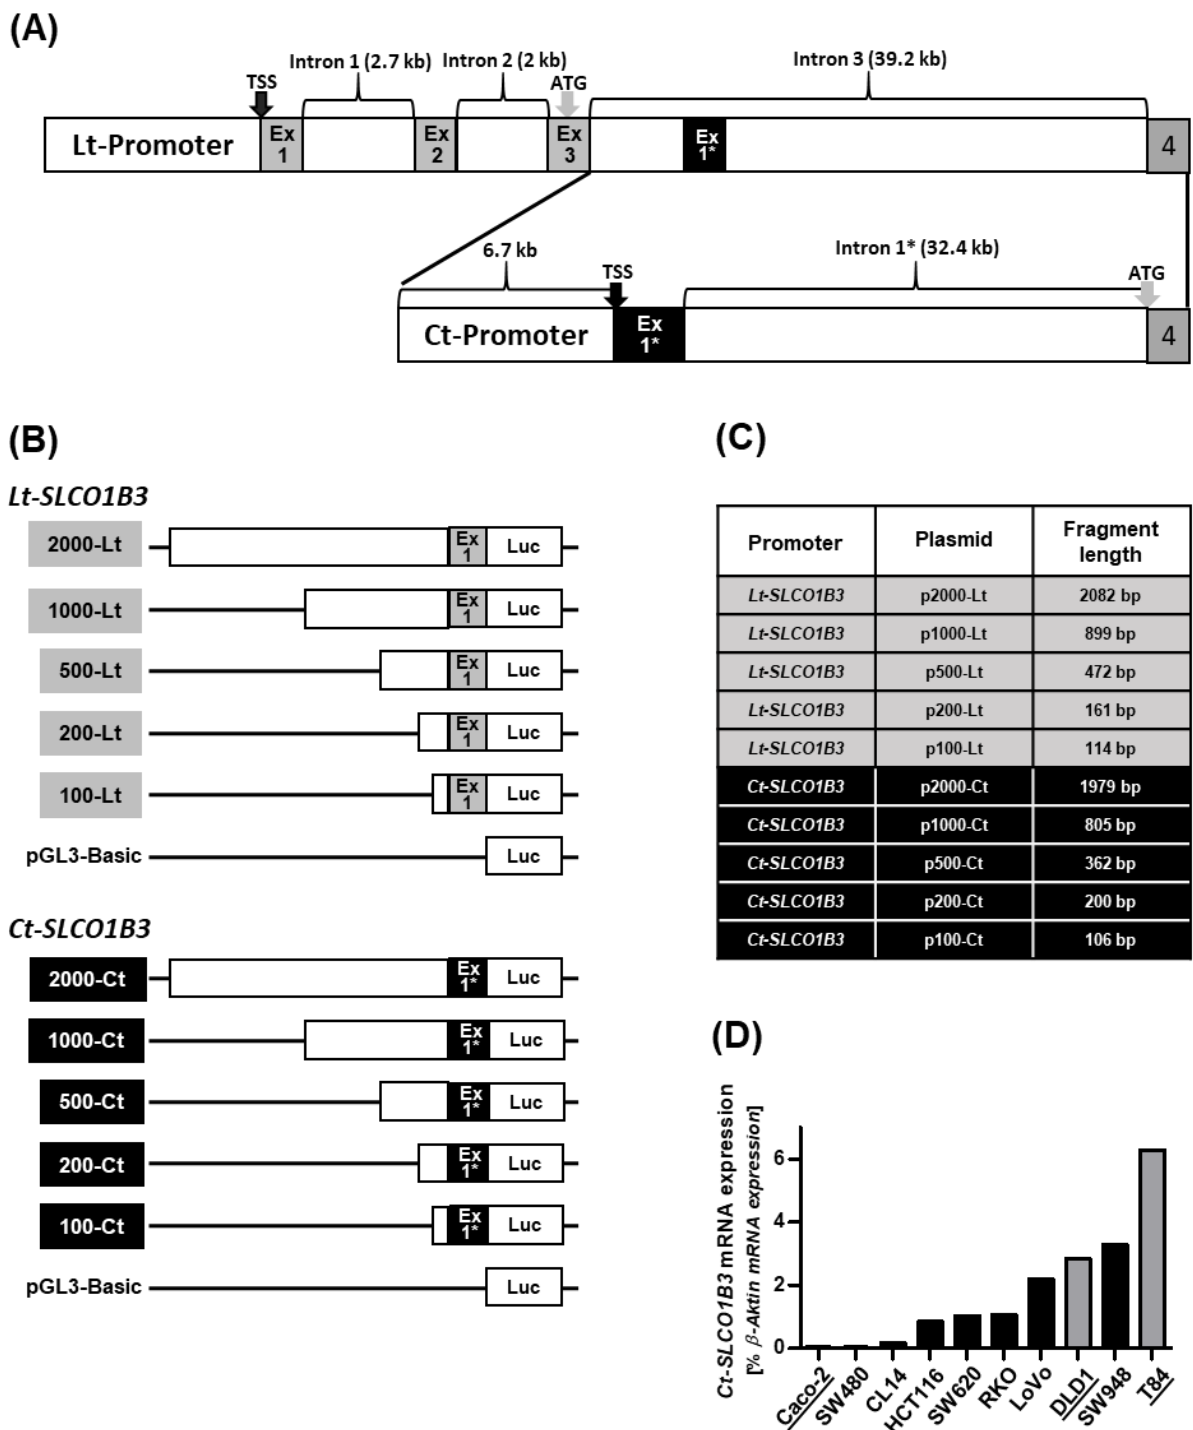 (A)
Intron 1 (2.7 kb) Intron 2 (2 kb) Intron 3 (39.2 kb)
TSS ATG
Lt-Promoter Ex 1 Ex 2 Ex 3 Ex 1* 4
6.7 kb Intron 1* (32.4 kb)
TSS ATG
Ct-Promoter Ex 1* 4
(B)
Lt-SLCO1B3
2000-Lt Ex 1 Luc
1000-Lt Ex 1 Luc
500-Lt Ex 1 Luc
200-Lt Ex 1 Luc
100-Lt Ex 1 Luc
pGL3-Basic Luc
Ct-SLCO1B3
2000-Ct Ex 1* Luc
1000-Ct Ex 1* Luc
500-Ct Ex 1* Luc
200-Ct Ex 1* Luc
100-Ct Ex 1* Luc
pGL3-Basic Luc
(C)
Promoter Plasmid Fragment length
Lt-SLCO1B3 p2000-Lt 2082 bp
Lt-SLCO1B3 p1000-Lt 899 bp
Lt-SLCO1B3 p500-Lt 472 bp
Lt-SLCO1B3 p200-Lt 161 bp
Lt-SLCO1B3 p100-Lt 114 bp
Ct-SLCO1B3 p2000-Ct 1979 bp
Ct-SLCO1B3 p1000-Ct 805 bp
Ct-SLCO1B3 p500-Ct 362 bp
Ct-SLCO1B3 p200-Ct 200 bp
Ct-SLCO1B3 p100-Ct 106 bp
(D)
Ct-SLCO1B3 mRNA expression
[% β-Aktin mRNA expression]
6
4
2
0
Caco-2 SW480 CL14 HCT116 SW620 RKO LoVo DLD1 SW948 T84